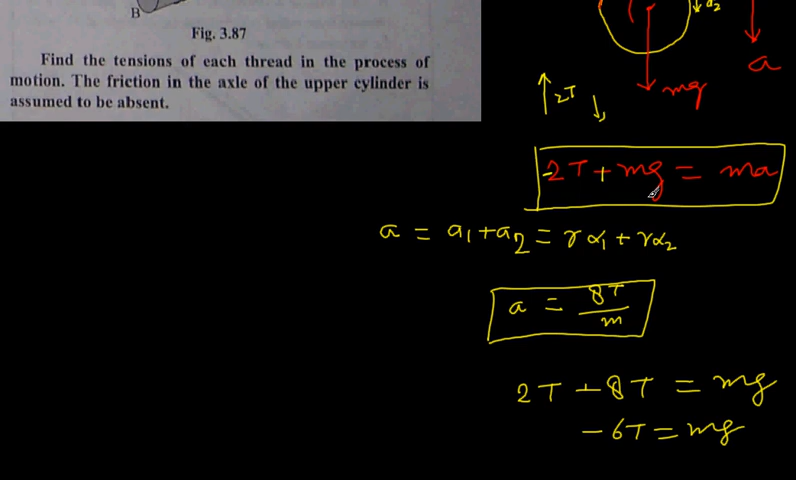 B
Fig. 3.87
Find the tensions of each thread in the process of
motion. The friction in the axle of the upper cylinder is
assumed to be absent.
a2
a
mg
↑2T↓
-2T + mg = ma
a = a1 + a2 = rα1 + rα2
a = 8T/m
2T - 8T = mg
- 6T = mg